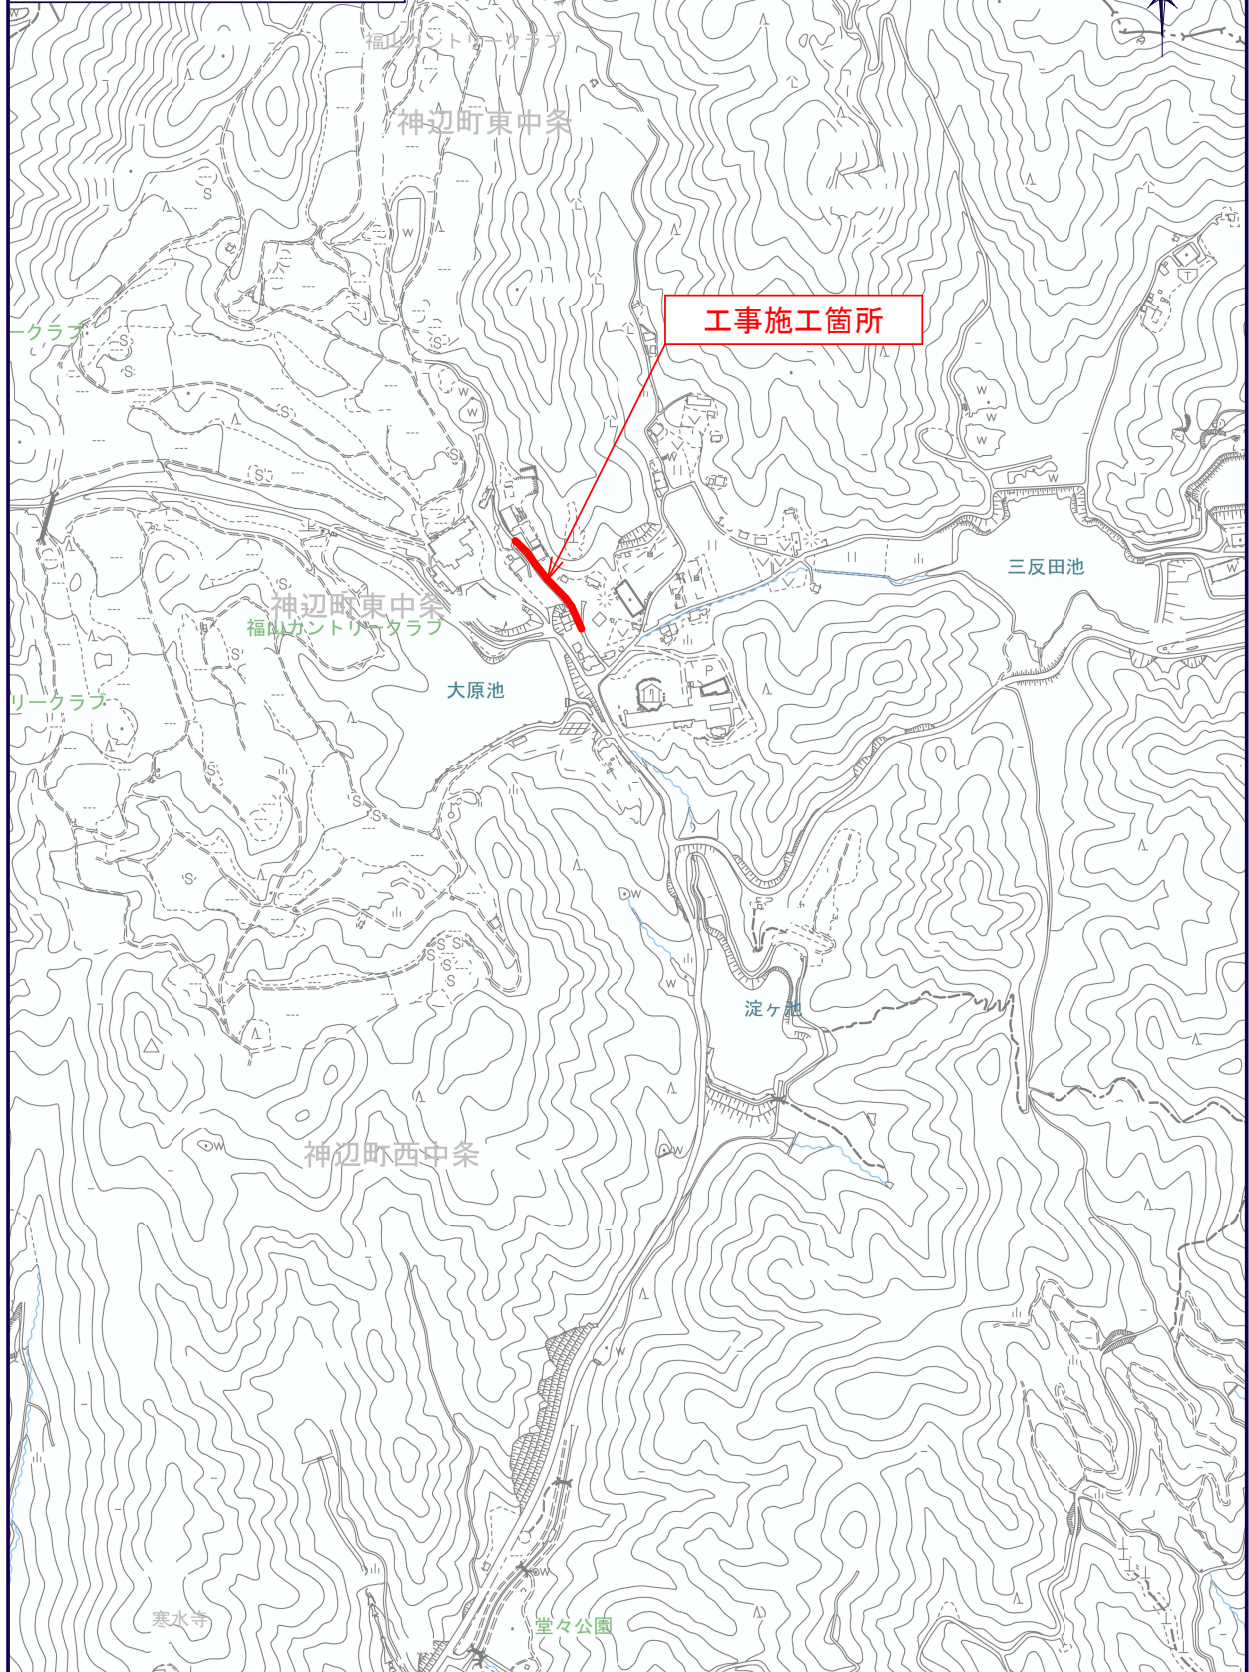 福山カントリークラブ
神辺町東中条
工事施工箇所
ークラブ
三反田池
神辺町東中条
福山カントリークラブ
大原池
リークラブ
P
淀ヶ池
神辺町西中条
寒水寺
堂々公園